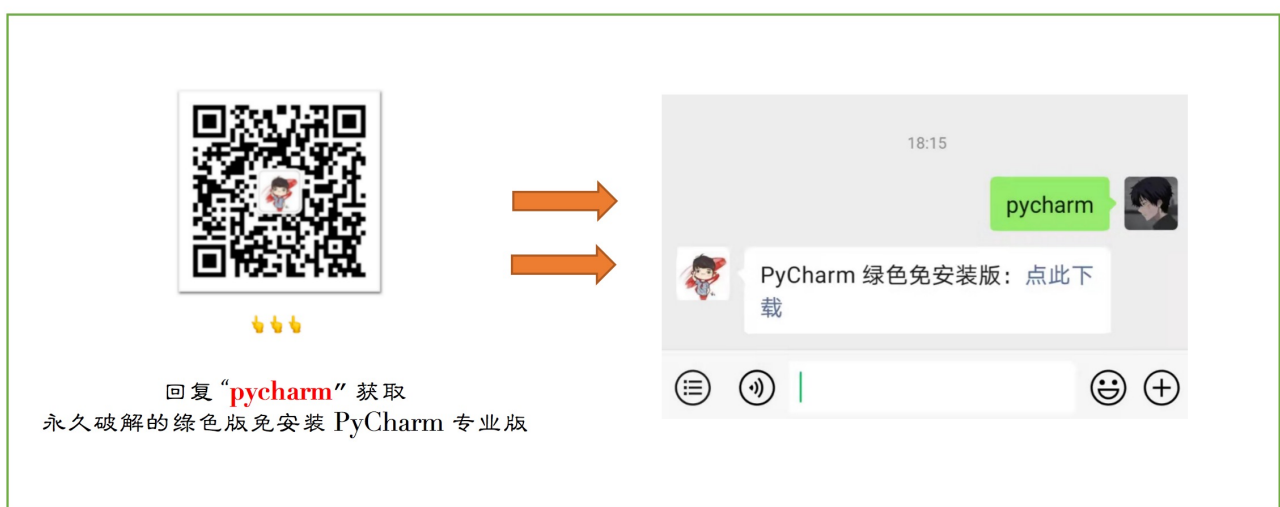 回复 “pycharm” 获取
永久破解的绿色版免安装 PyCharm 专业版
18:15
pycharm
PyCharm 绿色免安装版：点此下
载